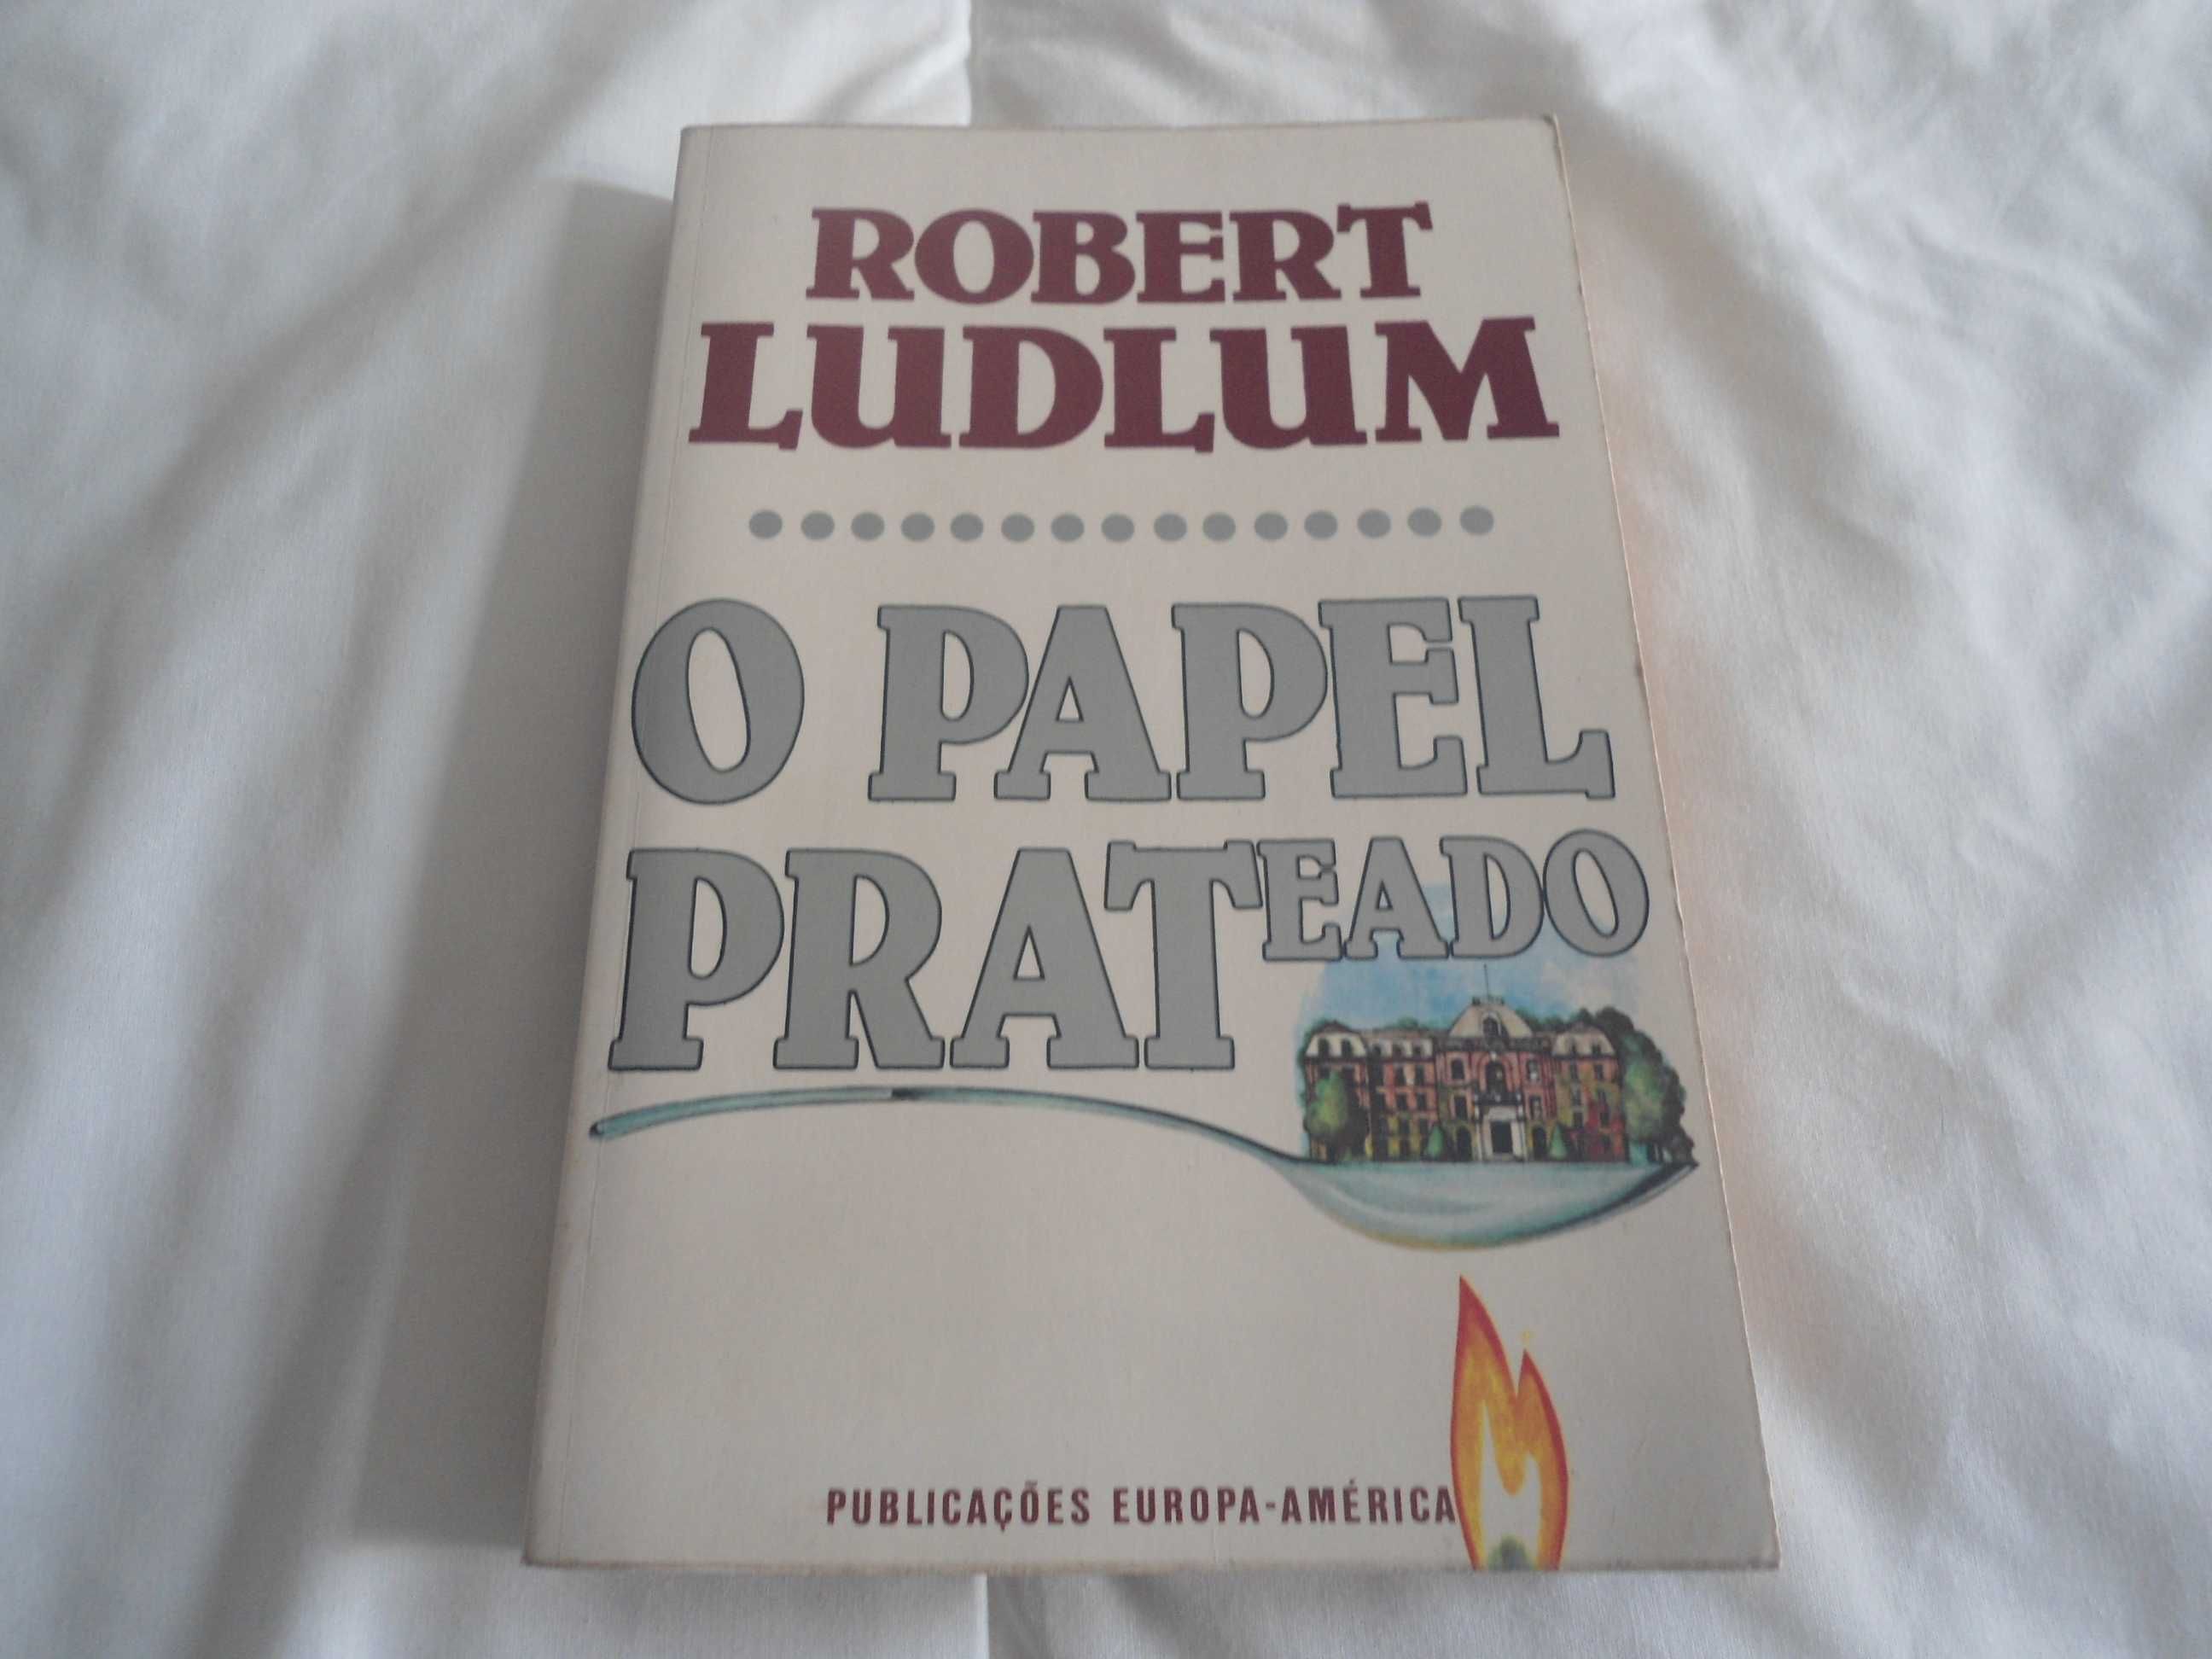 ROBERT
LUDLUM
O PAPEL
PRATEADO
PUBLICAÇÕES EUROPA-AMÉRICA